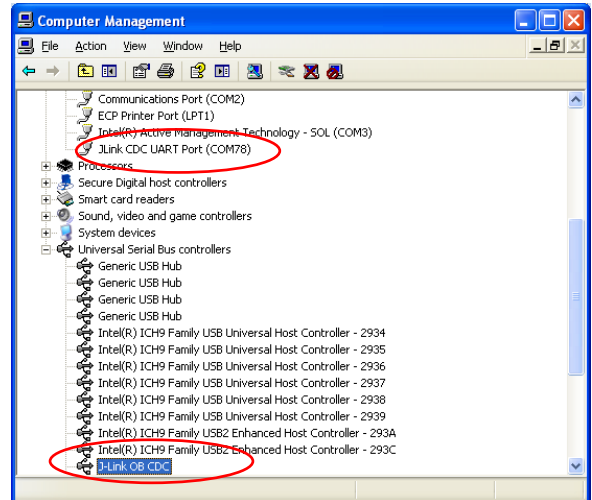 Computer Management
File Action View Window Help
Communications Port (COM2)
ECP Printer Port (LPT1)
Intel(R) Active Management Technology - SOL (COM3)
JLink CDC UART Port (COM78)
Processors
Secure Digital host controllers
Smart card readers
Sound, video and game controllers
System devices
Universal Serial Bus controllers
Generic USB Hub
Generic USB Hub
Generic USB Hub
Generic USB Hub
Intel(R) ICH9 Family USB Universal Host Controller - 2934
Intel(R) ICH9 Family USB Universal Host Controller - 2935
Intel(R) ICH9 Family USB Universal Host Controller - 2936
Intel(R) ICH9 Family USB Universal Host Controller - 2937
Intel(R) ICH9 Family USB Universal Host Controller - 2938
Intel(R) ICH9 Family USB Universal Host Controller - 2939
Intel(R) ICH9 Family USB2 Enhanced Host Controller - 293A
Intel(R) ICH9 Family USB2 Enhanced Host Controller - 293C
J-Link OB CDC